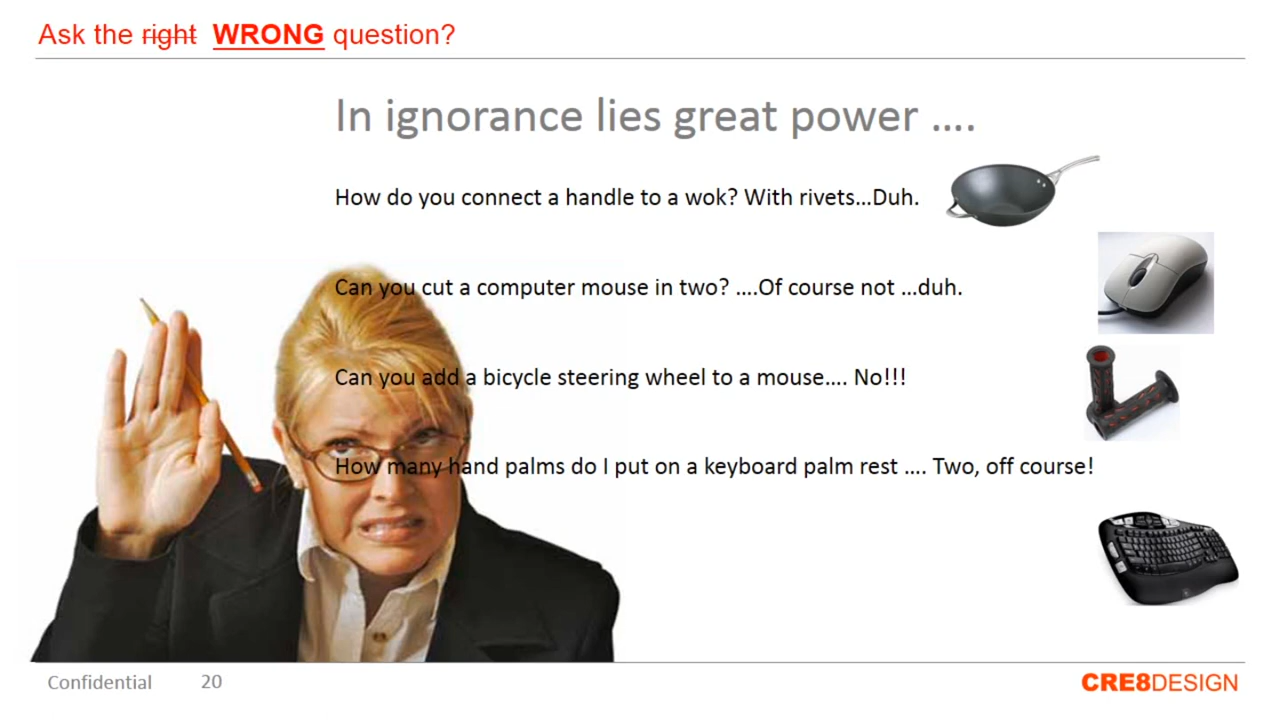 Ask the right WRONG question?
In ignorance lies great power ....
How do you connect a handle to a wok? With rivets...Duh.
Can you cut a computer mouse in two? ....Of course not ...duh.
Can you add a bicycle steering wheel to a mouse.... No!!!
How many hand palms do I put on a keyboard palm rest .... Two, off course!
Confidential 20
CRE8DESIGN